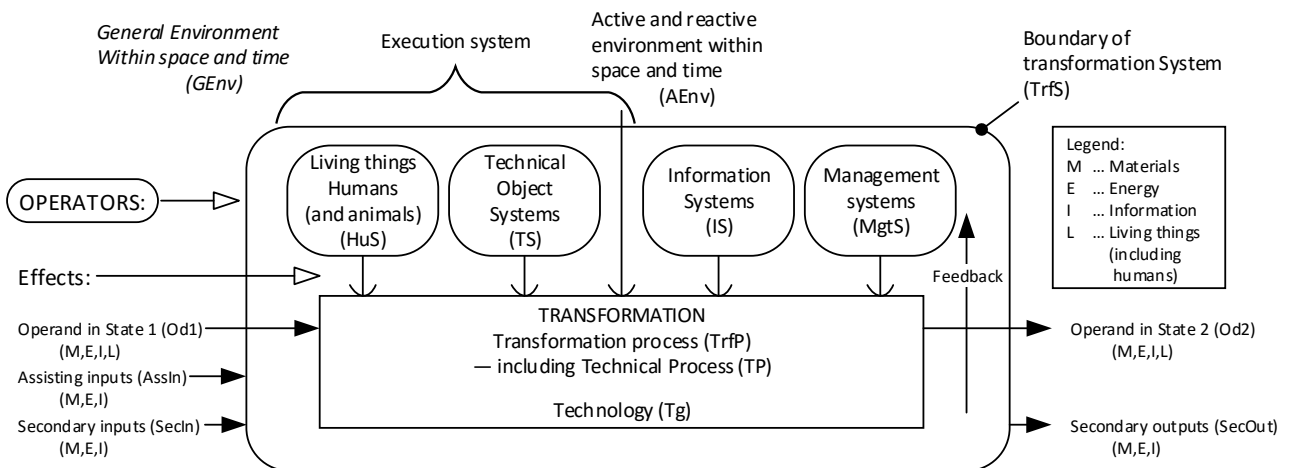 General Environment
Within space and time
(GEnv)
Execution system
Active and reactive
environment within
space and time
(AEnv)
Boundary of
transformation System
(TrfS)
OPERATORS:
Living things
Humans
(and animals)
(HuS)
Technical
Object
Systems
(TS)
Information
Systems
(IS)
Management
systems
(MgtS)
Legend:
M ... Materials
E ... Energy
I ... Information
L ... Living things
(including
humans)
Effects:
Feedback
Operand in State 1 (Od1)
(M,E,I,L)
Assisting inputs (AssIn)
(M,E,I)
Secondary inputs (SecIn)
(M,E,I)
TRANSFORMATION
Transformation process (TrfP)
— including Technical Process (TP)
Technology (Tg)
Operand in State 2 (Od2)
(M,E,I,L)
Secondary outputs (SecOut)
(M,E,I)